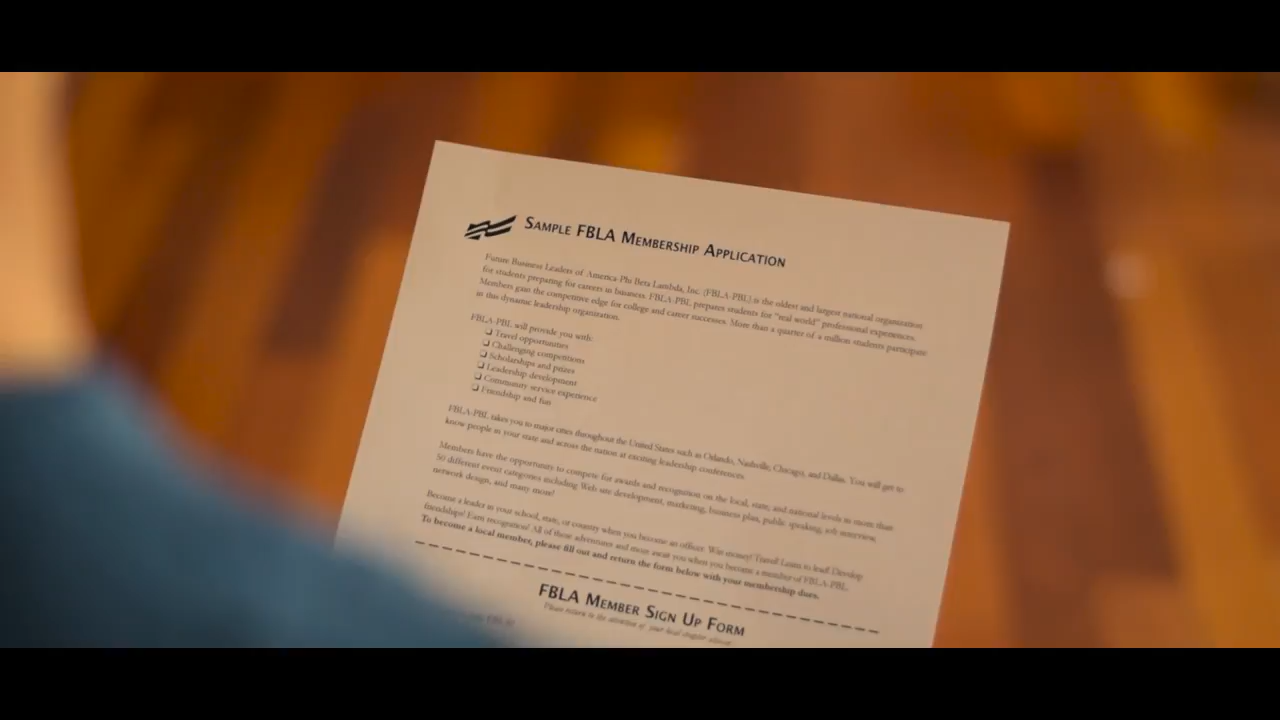 SAMPLE FBLA MEMBERSHIP APPLICATION
Future Business Leaders of America-Phi Beta Lambda, Inc. (FBLA-PBL) is the oldest and largest national organization
for students preparing for careers in business. FBLA-PBL prepares students for "real world" professional experiences.
Members gain the competitive edge for college and career successes. More than a quarter of a million students participate
in this dynamic leadership organization.
FBLA-PBL will provide you with:
❑ Travel opportunities
❑ Challenging competitions
❑ Scholarships and prizes
❑ Leadership development
❑ Community service experience
❑ Friendship and fun
FBLA-PBL takes you to major cities throughout the United States such as Orlando, Nashville, Chicago, and Dallas. You will get to
know people in your state and across the nation at exciting leadership conferences.
Members have the opportunity to compete for awards and recognition on the local, state, and national levels in more than
50 different event categories including Web site development, marketing, business plan, public speaking, job interview,
network design, and many more!
Become a leader in your school, state, or country when you become an officer. Win money! Travel! Learn to lead! Develop
friendships! Earn recognition! All of these adventures and more await you when you become a member of FBLA-PBL.
To become a local member, please fill out and return the form below with your membership dues.
FBLA MEMBER SIGN UP FORM
Please return to the attention of your local chapter adviser